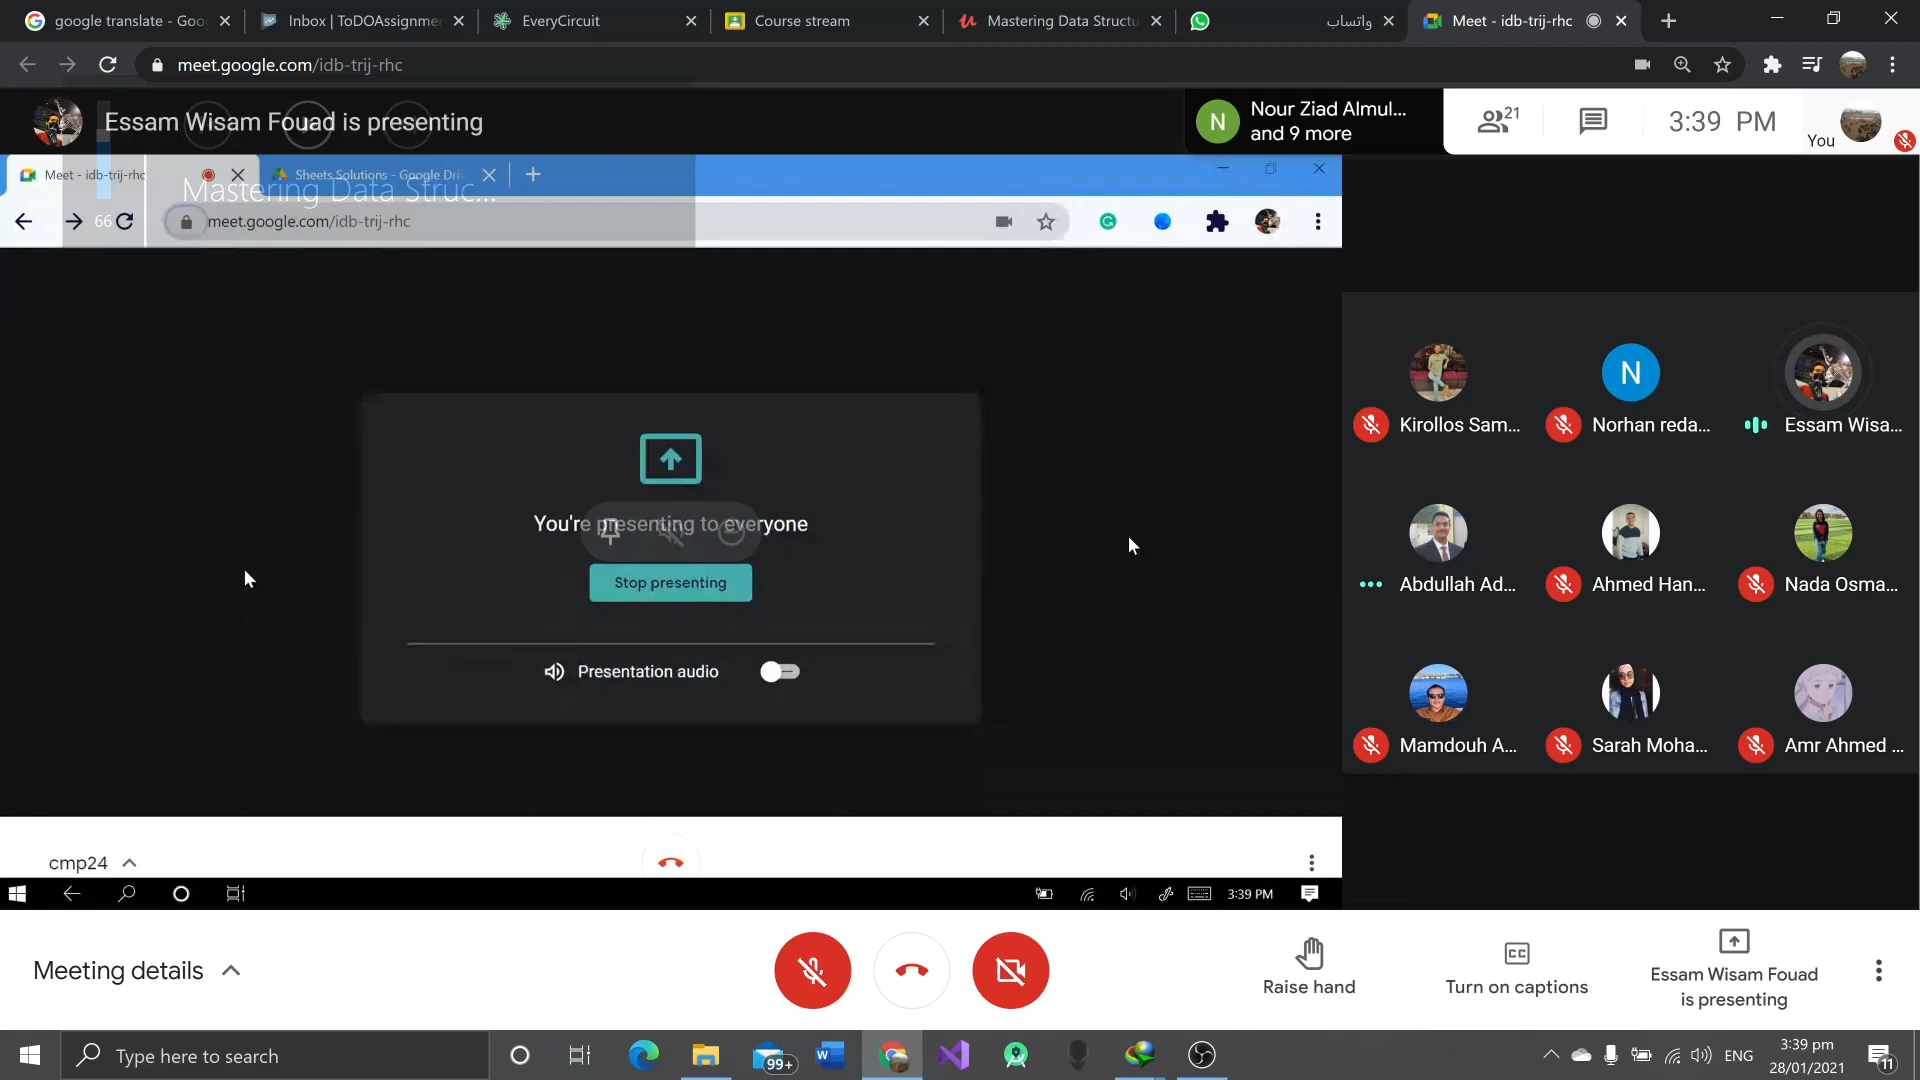 google translate - Goo
Inbox | ToDOAssignme
EveryCircuit
Course stream
Mastering Data Structu
واتساب
Meet - idb-trij-rhc
meet.google.com/idb-trij-rhc
Essam Wisam Fouad is presenting
N
Nour Ziad Almul...
and 9 more
21
3:39 PM
You
Meet - idb-trij-rhc
Sheets.Solutions - Google Driv
Mastering Data Struc...
66
meet.google.com/idb-trij-rhc
You're presenting to everyone
Stop presenting
Presentation audio
Kirollos Sam...
N
Norhan reda...
Essam Wisa...
Abdullah Ad...
Ahmed Han...
Nada Osma...
Mamdouh A...
Sarah Moha...
Amr Ahmed ...
cmp24
3:39 PM
Meeting details
Raise hand
CC
Turn on captions
Essam Wisam Fouad
is presenting
Type here to search
99+
W
ENG
3:39 pm
28/01/2021
11